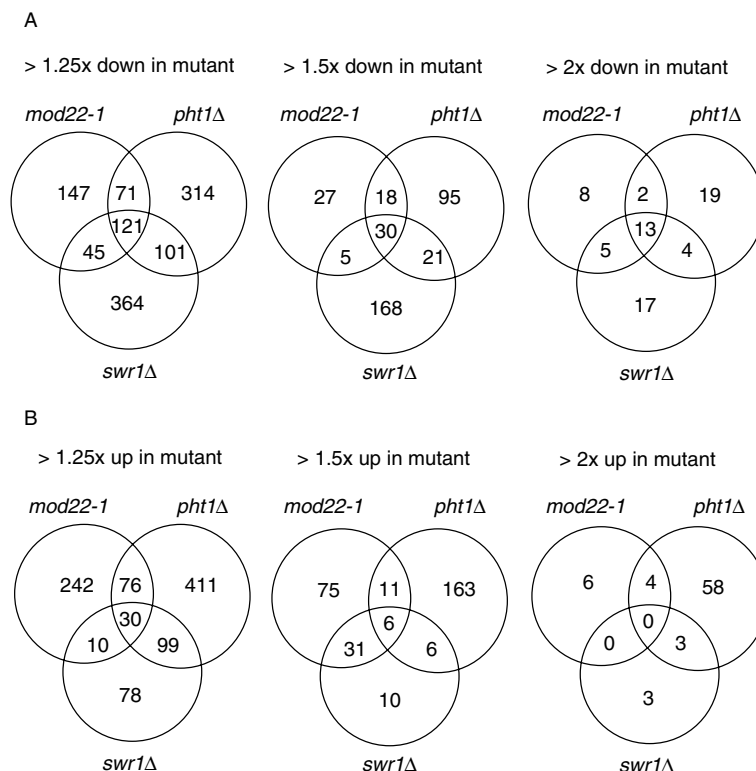 A
> 1.25x down in mutant
> 1.5x down in mutant
> 2x down in mutant
mod22-1 pht1Δ
mod22-1 pht1Δ
mod22-1 pht1Δ
147 71 314
121
45 101
364
swr1Δ
27 18 95
30
5 21
168
swr1Δ
8 2 19
13
5 4
17
swr1Δ
B
> 1.25x up in mutant
> 1.5x up in mutant
> 2x up in mutant
mod22-1 pht1Δ
mod22-1 pht1Δ
mod22-1 pht1Δ
242 76 411
30
10 99
78
swr1Δ
75 11 163
6
31 6
10
swr1Δ
6 4 58
0
0 3
3
swr1Δ